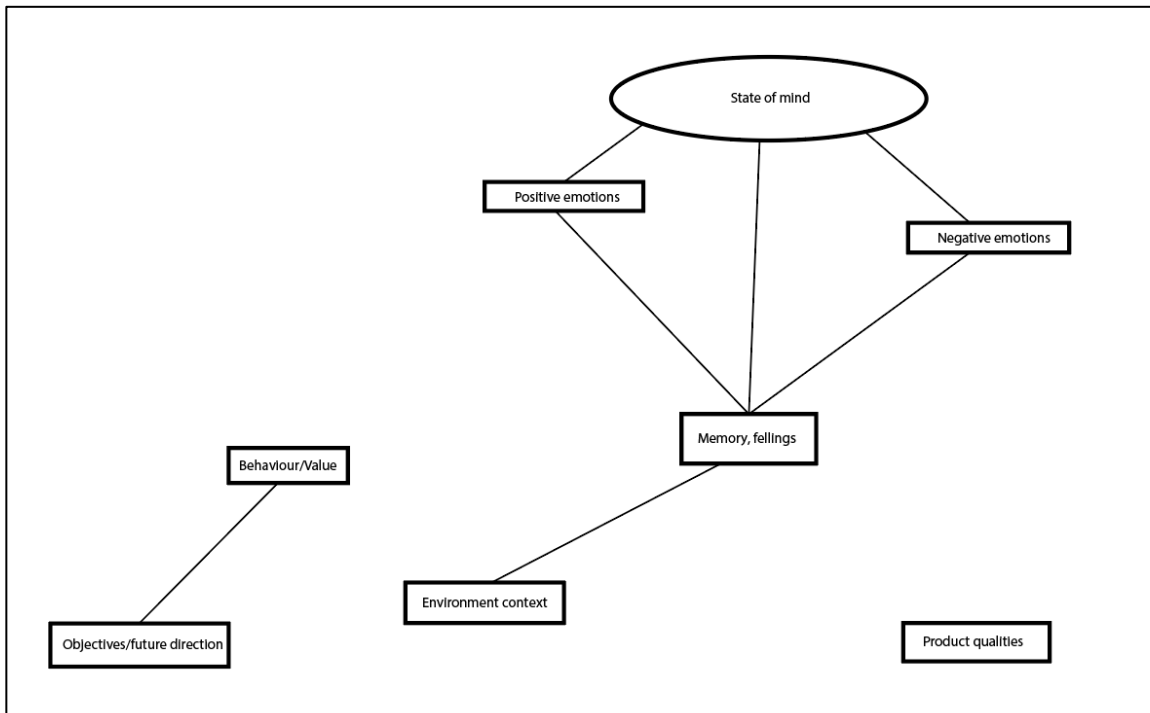 State of mind
Positive emotions
Negative emotions
Memory, fellings
Behaviour/Value
Environment context
Objectives/future direction
Product qualities